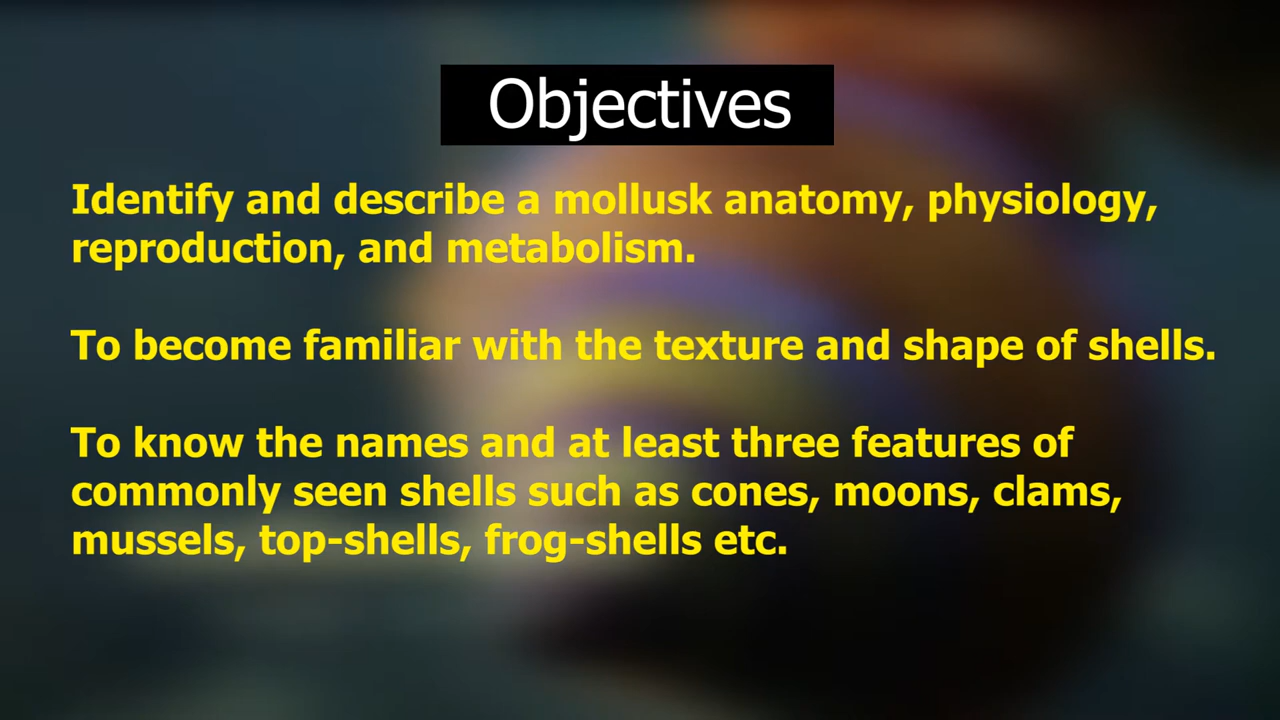 Objectives
Identify and describe a mollusk anatomy, physiology,
reproduction, and metabolism.
To become familiar with the texture and shape of shells.
To know the names and at least three features of
commonly seen shells such as cones, moons, clams,
mussels, top-shells, frog-shells etc.